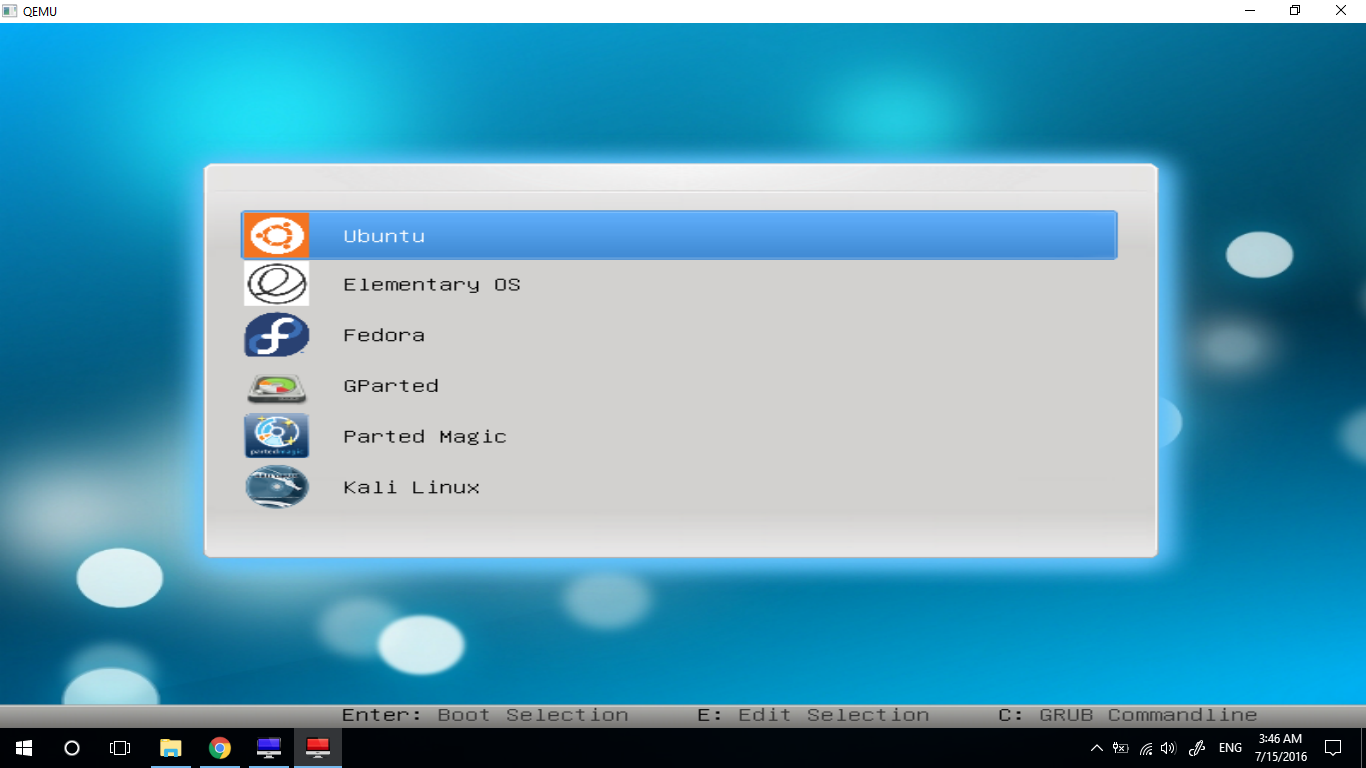 QEMU
Ubuntu
Elementary OS
Fedora
GParted
Parted Magic
partedmagic
Kali Linux
Enter: Boot Selection E: Edit Selection C: GRUB Commandline
ENG
3:46 AM
7/15/2016